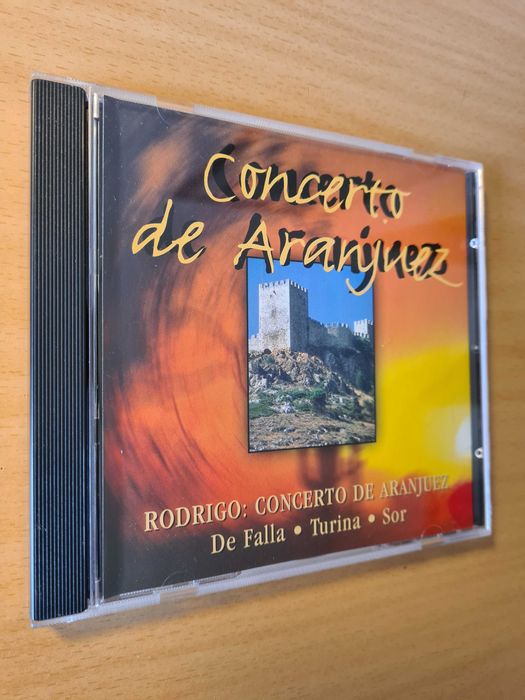 Concerto
de Aranjuez
RODRIGO: CONCERTO DE ARANJUEZ
De Falla • Turina • Sor